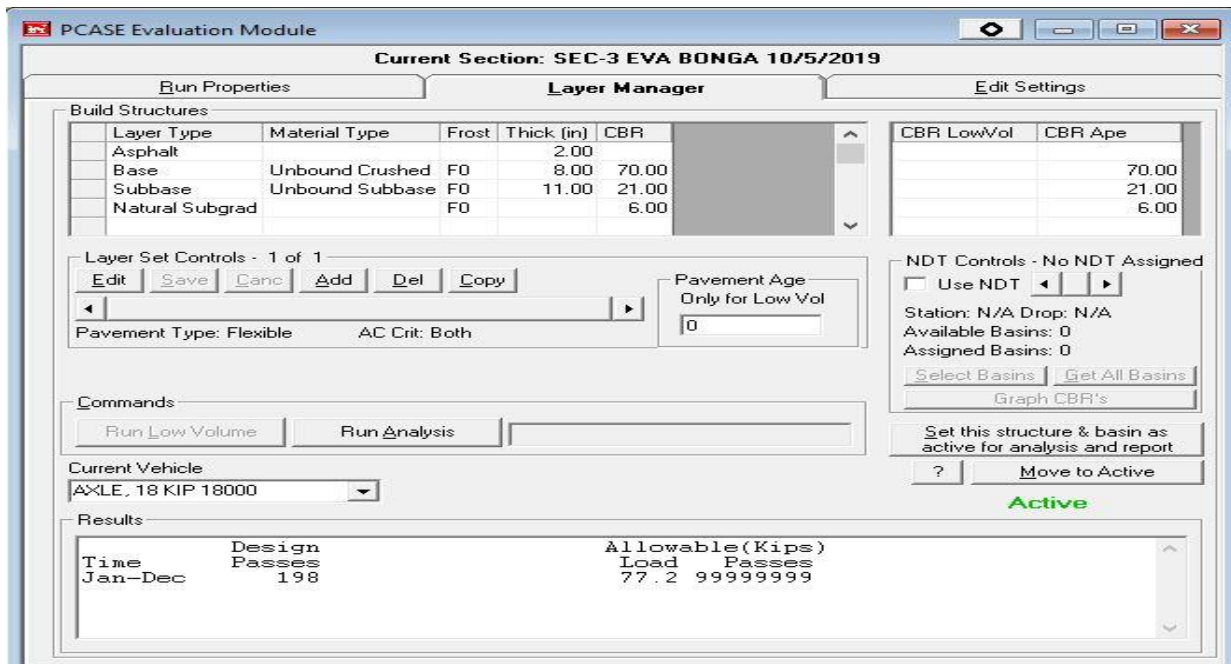 PCASE Evaluation Module
Current Section: SEC-3 EVA BONGA 10/5/2019
Run Properties Layer Manager Edit Settings
Build Structures
Layer Type Material Type Frost Thick (in) CBR CBR LowVol CBR Ape
Asphalt 2.00
Base Unbound Crushed F0 8.00 70.00 70.00
Subbase Unbound Subbase F0 11.00 21.00 21.00
Natural Subgrad F0 6.00 6.00
Layer Set Controls - 1 of 1
Edit Save Canc Add Del Copy
Pavement Type: Flexible AC Crit: Both
Pavement Age
Only for Low Vol
0
NDT Controls - No NDT Assigned
Use NDT
Station: N/A Drop: N/A
Available Basins: 0
Assigned Basins: 0
Select Basins Get All Basins
Graph CBR's
Commands
Run Low Volume Run Analysis
Set this structure & basin as
active for analysis and report
? Move to Active
Active
Current Vehicle
AXLE, 18 KIP 18000
Results
Design Allowable(Kips)
Time Passes Load Passes
Jan-Dec 198 77.2 99999999